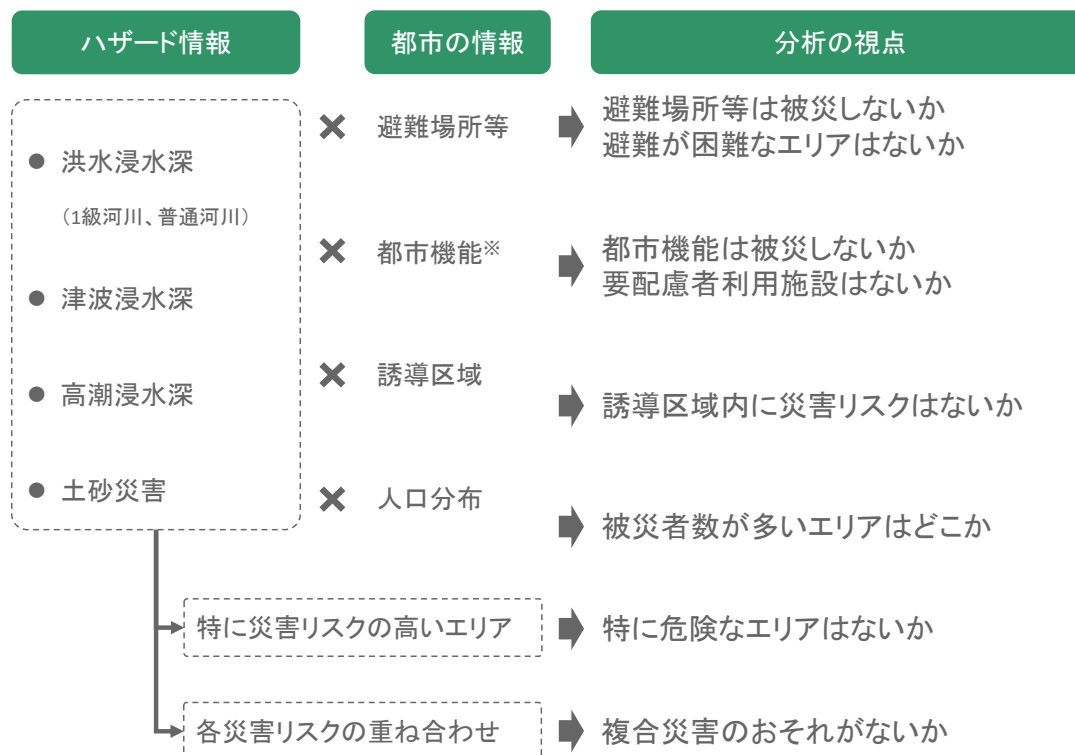 ハザード情報
都市の情報
分析の視点
● 洪水浸水深
（1級河川、普通河川）
● 津波浸水深
● 高潮浸水深
● 土砂災害
× 避難場所等
避難場所等は被災しないか
避難が困難なエリアはないか
× 都市機能※
都市機能は被災しないか
要配慮者利用施設はないか
× 誘導区域
誘導区域内に災害リスクはないか
× 人口分布
被災者数が多いエリアはどこか
特に災害リスクの高いエリア
特に危険なエリアはないか
各災害リスクの重ね合わせ
複合災害のおそれがないか